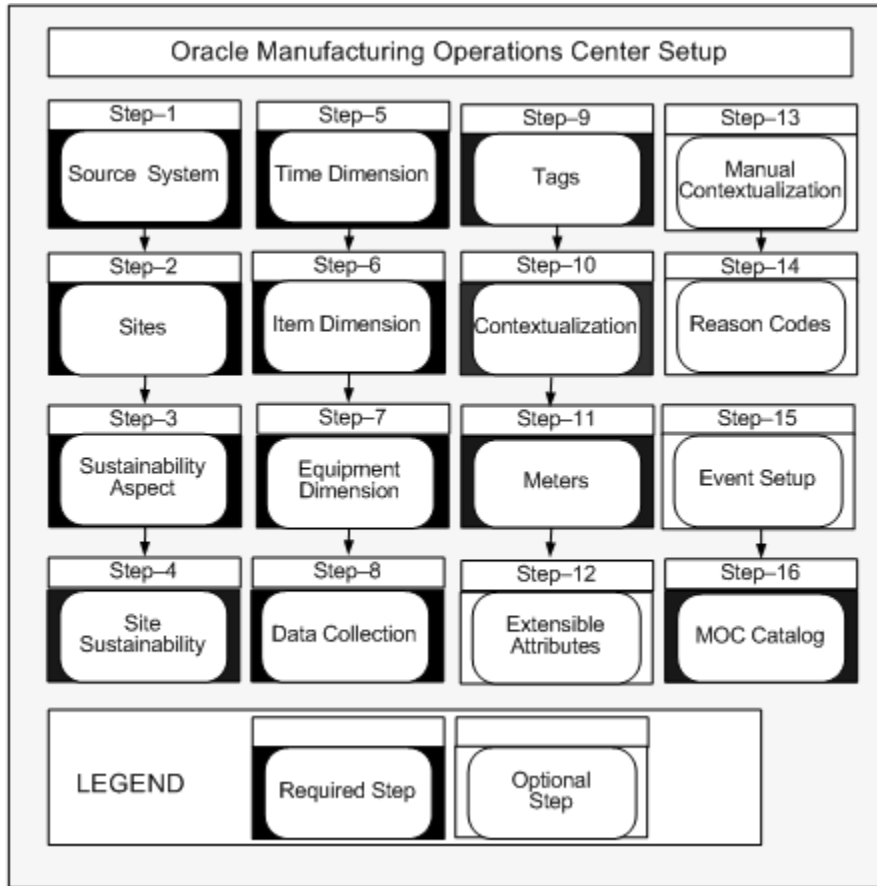 Oracle Manufacturing Operations Center Setup
Step–1
Source System
Step–2
Sites
Step–3
Sustainability
Aspect
Step–4
Site
Sustainability
Step–5
Time Dimension
Step–6
Item Dimension
Step–7
Equipment
Dimension
Step–8
Data Collection
Step–9
Tags
Step–10
Contextualization
Step–11
Meters
Step–12
Extensible
Attributes
Step–13
Manual
Contextualization
Step–14
Reason Codes
Step–15
Event Setup
Step–16
MOC Catalog
LEGEND
Required Step
Optional
Step